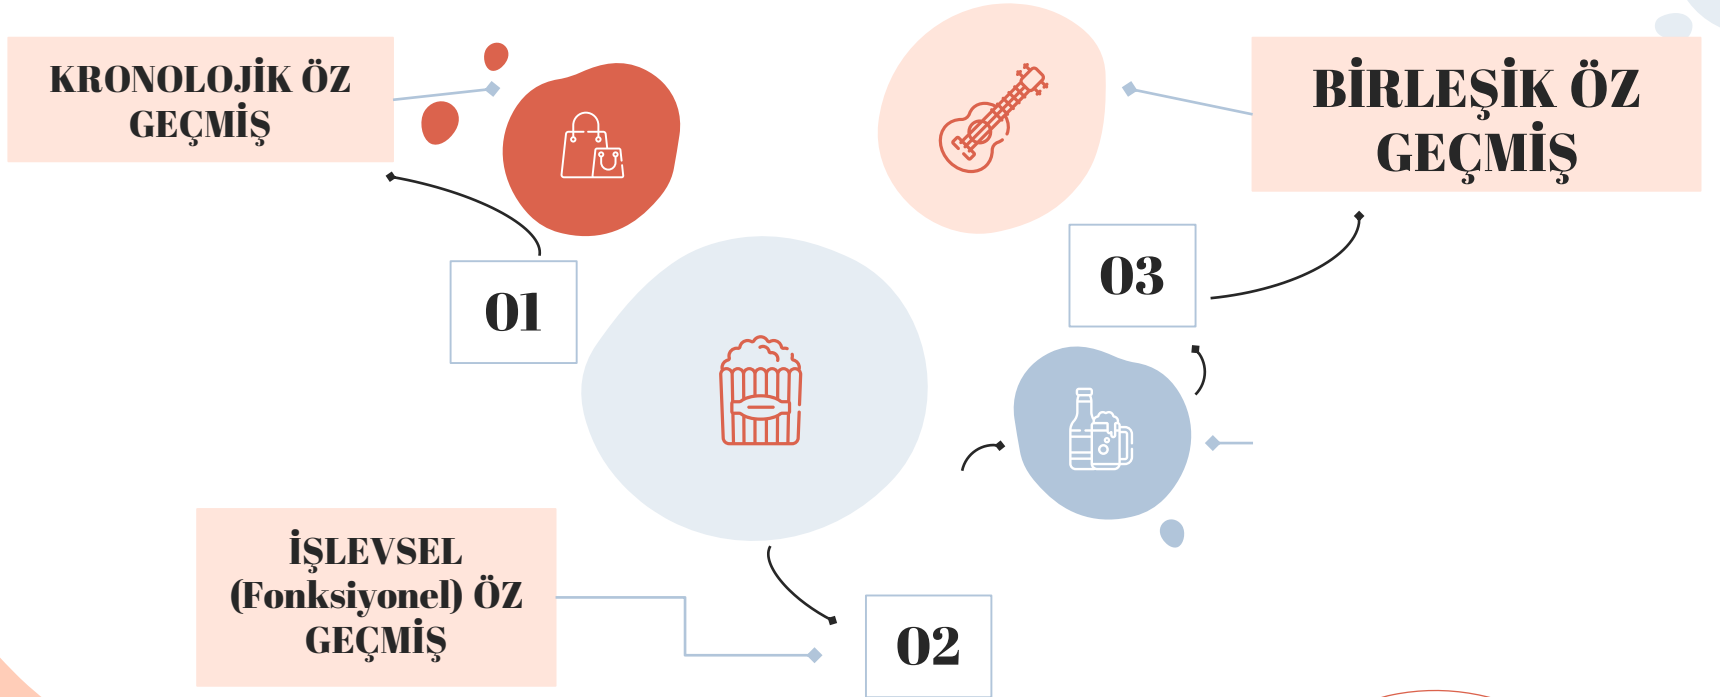 KRONOLOJİK ÖZ
GEÇMİŞ
01
İŞLEVSEL
(Fonksiyonel) ÖZ
GEÇMİŞ
02
BİRLEŞİK ÖZ
GEÇMİŞ
03